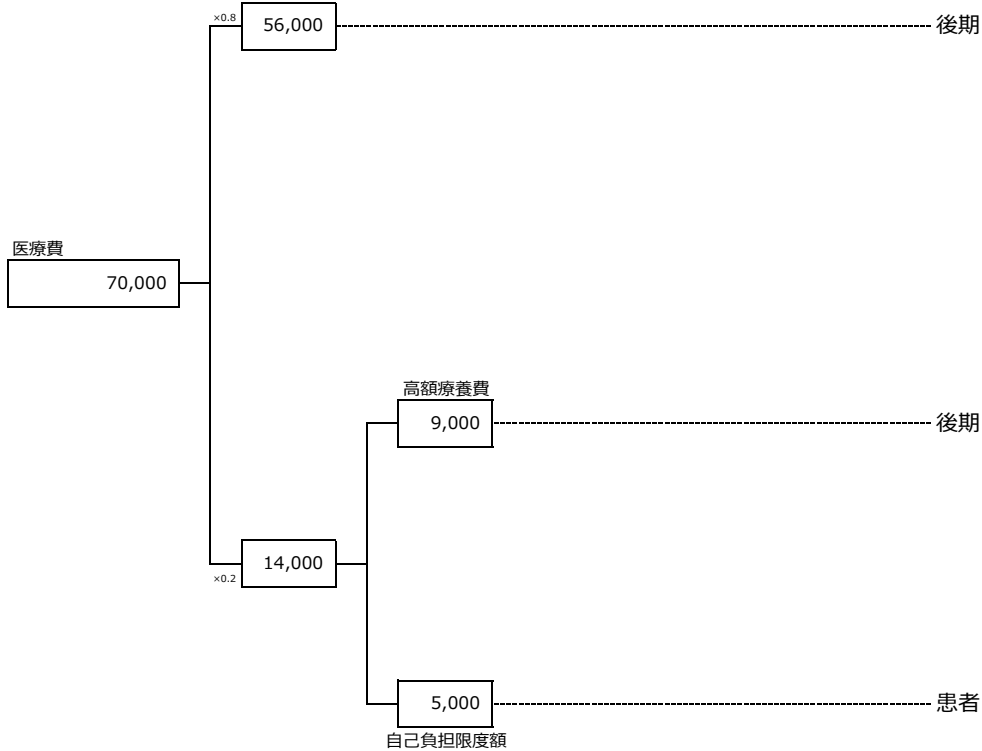 ×0.8
56,000
後期
医療費
70,000
高額療養費
9,000
後期
14,000
×0.2
5,000
患者
自己負担限度額